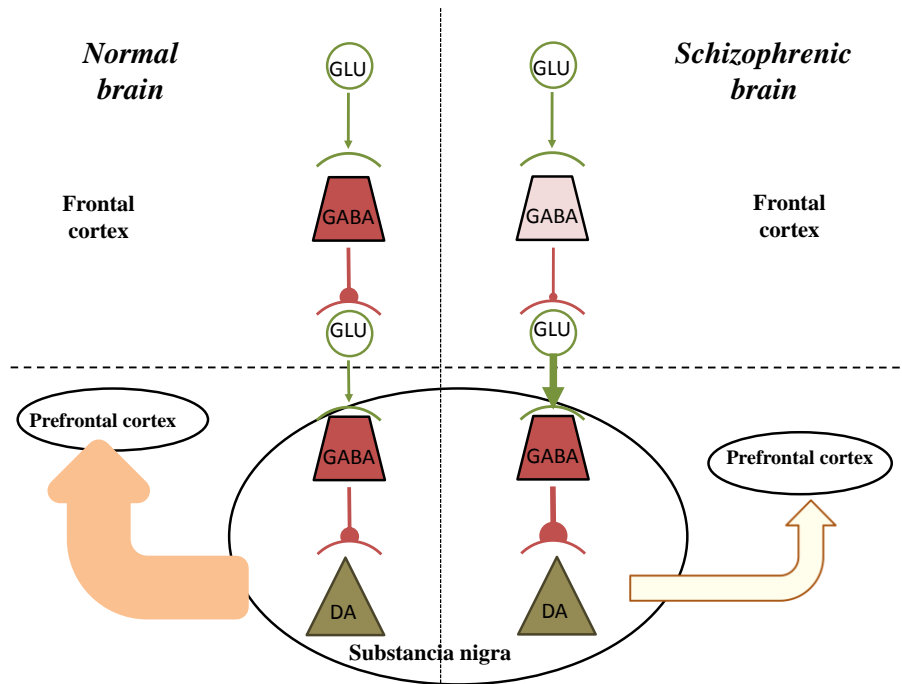 Normal
brain
GLU
GLU
Schizophrenic
brain
Frontal
cortex
GABA
GABA
Frontal
cortex
GLU
GLU
Prefrontal cortex
GABA
GABA
Prefrontal cortex
DA
DA
Substancia nigra